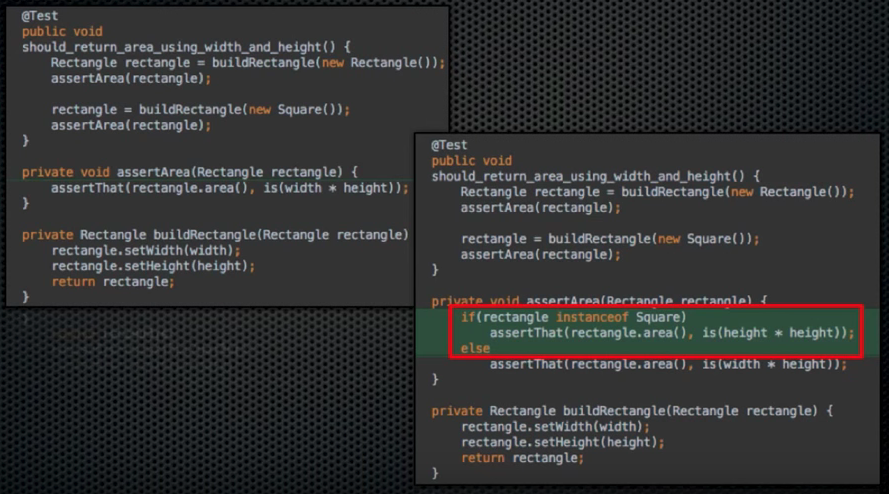 @Test
public void
should_return_area_using_width_and_height() {
Rectangle rectangle = buildRectangle(new Rectangle());
assertArea(rectangle);
rectangle = buildRectangle(new Square());
assertArea(rectangle);
}
private void assertArea(Rectangle rectangle) {
assertThat(rectangle.area(), is(width * height));
}
private Rectangle buildRectangle(Rectangle rectangle)
rectangle.setWidth(width);
rectangle.setHeight(height);
return rectangle;
}
@Test
public void
should_return_area_using_width_and_height() {
Rectangle rectangle = buildRectangle(new Rectangle());
assertArea(rectangle);
rectangle = buildRectangle(new Square());
assertArea(rectangle);
}
private void assertArea(Rectangle rectangle) {
if(rectangle instanceof Square)
assertThat(rectangle.area(), is(height * height));
else
assertThat(rectangle.area(), is(width * height));
}
private Rectangle buildRectangle(Rectangle rectangle) {
rectangle.setWidth(width);
rectangle.setHeight(height);
return rectangle;
}